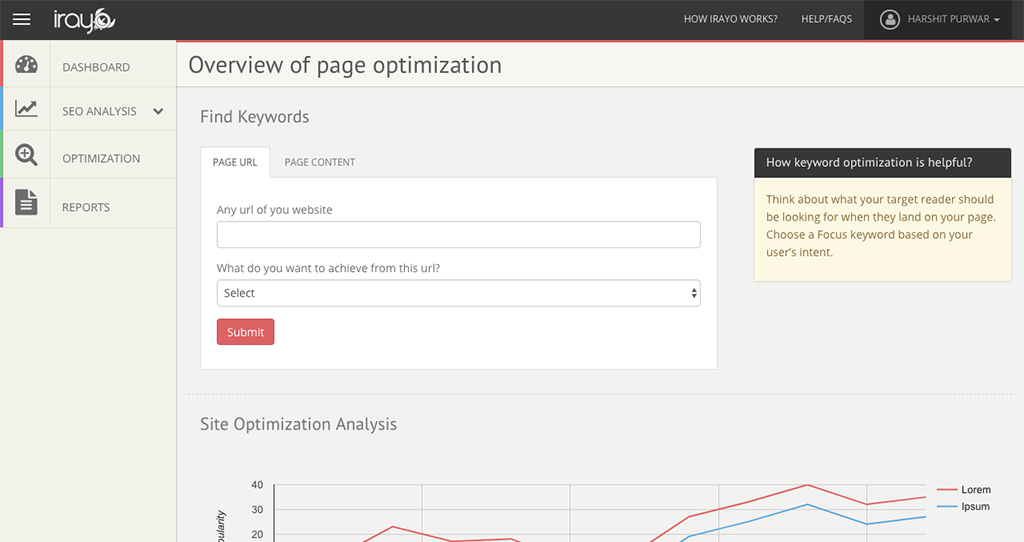 irayo
HOW IRAYO WORKS?
HELP/FAQS
HARSHIT PURWAR
DASHBOARD
SEO ANALYSIS
OPTIMIZATION
REPORTS
Overview of page optimization
Find Keywords
PAGE URL
PAGE CONTENT
Any url of you website
What do you want to achieve from this url?
Select
Submit
How keyword optimization is helpful?
Think about what your target reader should
be looking for when they land on your page.
Choose a Focus keyword based on your
user's intent.
Site Optimization Analysis
40
30
20
Lorem
Ipsum